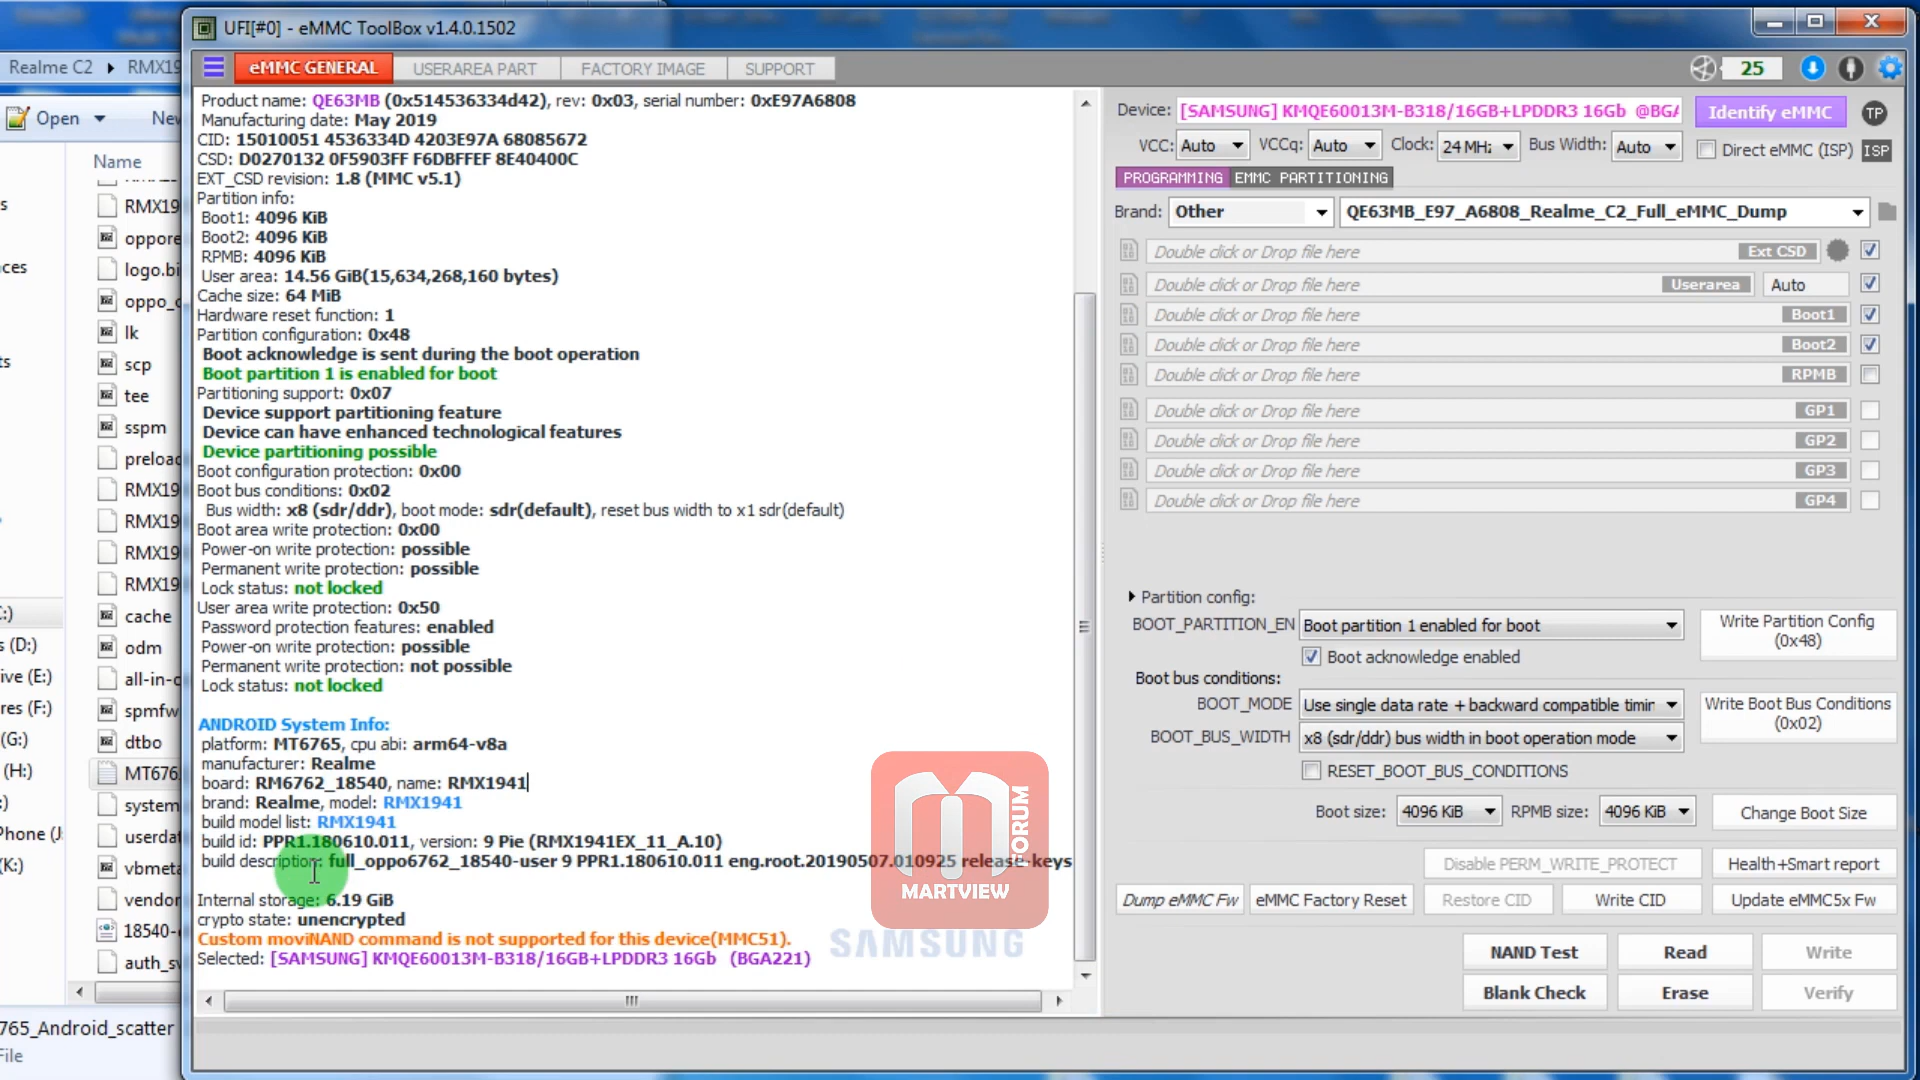 UFI[#0] - eMMC ToolBox v1.4.0.1502
Realme C2
RMX19
Open
New
Name
RMX19
oppore
logo.bi
oppo_c
lk
scp
tee
sspm
preload
RMX19
RMX19
RMX19
RMX19
cache
odm
all-in-c
spmfw
dtbo
MT676
system
userdat
vbmeta
vendor
18540-
auth_sv
ces
(D:)
(E:)
res (F:)
(G:)
(H:)
Phone (J:
(K:)
765_Android_scatter
File
eMMC GENERAL
USERAREA PART
FACTORY IMAGE
SUPPORT
25
Product name: QE63MB (0x514536334d42), rev: 0x03, serial number: 0xE97A6808
Manufacturing date: May 2019
CID: 15010051 4536334D 4203E97A 68085672
CSD: D0270132 0F5903FF F6DBFFEF 8E40400C
EXT_CSD revision: 1.8 (MMC v5.1)
Partition info:
Boot1: 4096 KiB
Boot2: 4096 KiB
RPMB: 4096 KiB
User area: 14.56 GiB(15,634,268,160 bytes)
Cache size: 64 MiB
Hardware reset function: 1
Partition configuration: 0x48
Boot acknowledge is sent during the boot operation
Boot partition 1 is enabled for boot
Partitioning support: 0x07
Device support partitioning feature
Device can have enhanced technological features
Device partitioning possible
Boot configuration protection: 0x00
Boot bus conditions: 0x02
Bus width: x8 (sdr/ddr), boot mode: sdr(default), reset bus width to x1 sdr(default)
Boot area write protection: 0x00
Power-on write protection: possible
Permanent write protection: possible
Lock status: not locked
User area write protection: 0x50
Password protection features: enabled
Power-on write protection: possible
Permanent write protection: not possible
Lock status: not locked
ANDROID System Info:
platform: MT6765, cpu abi: arm64-v8a
manufacturer: Realme
board: RM6762_18540, name: RMX1941
brand: Realme, model: RMX1941
build model list: RMX1941
build id: PPR1.180610.011, version: 9 Pie (RMX1941EX_11_A.10)
build description: full_oppo6762_18540-user 9 PPR1.180610.011 eng.root.20190507.010925 release-keys
Internal storage: 6.19 GiB
crypto state: unencrypted
Custom moviNAND command is not supported for this device(MMC51).
Selected: [SAMSUNG] KMQE60013M-B318/16GB+LPDDR3 16Gb (BGA221)
SAMSUNG
MARTVIEW
FORUM
Device: [SAMSUNG] KMQE60013M-B318/16GB+LPDDR3 16Gb @BGA
Identify eMMC
TP
VCC: Auto VCCq: Auto Clock: 24 MHz Bus Width: Auto
Direct eMMC (ISP)
ISP
PROGRAMMING
EMMC PARTITIONING
Brand: Other
QE63MB_E97_A6808_Realme_C2_Full_eMMC_Dump
Double click or Drop file here Ext CSD
Double click or Drop file here Userarea Auto
Double click or Drop file here Boot1
Double click or Drop file here Boot2
Double click or Drop file here RPMB
Double click or Drop file here GP1
Double click or Drop file here GP2
Double click or Drop file here GP3
Double click or Drop file here GP4
Partition config:
BOOT_PARTITION_EN Boot partition 1 enabled for boot
Boot acknowledge enabled
Write Partition Config
(0x48)
Boot bus conditions:
BOOT_MODE Use single data rate + backward compatible timin
BOOT_BUS_WIDTH x8 (sdr/ddr) bus width in boot operation mode
Write Boot Bus Conditions
(0x02)
RESET_BOOT_BUS_CONDITIONS
Boot size: 4096 KiB RPMB size: 4096 KiB Change Boot Size
Disable PERM_WRITE_PROTECT
Health+Smart report
Dump eMMC Fw
eMMC Factory Reset
Restore CID
Write CID
Update eMMC5x Fw
NAND Test
Read
Write
Blank Check
Erase
Verify